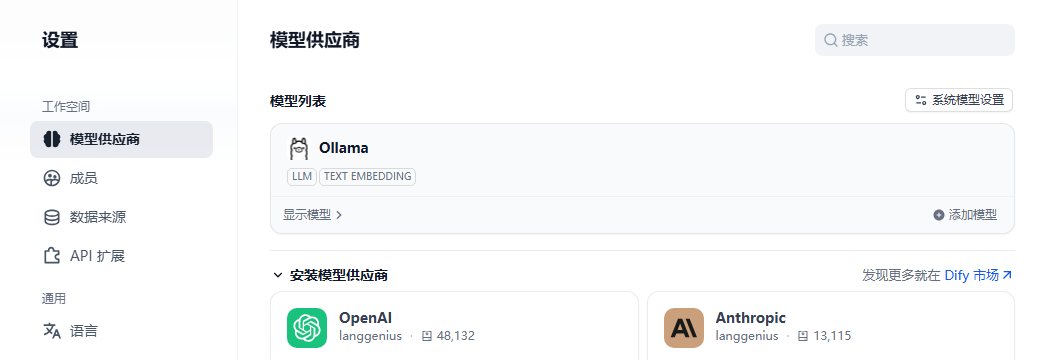 设置
工作空间
模型供应商
成员
数据来源
API 扩展
通用
语言
模型供应商
搜索
模型列表
系统模型设置
Ollama
LLM TEXT EMBEDDING
显示模型
添加模型
安装模型供应商
发现更多就在 Dify 市场
OpenAI
langgenius · 48,132
Anthropic
langgenius · 13,115